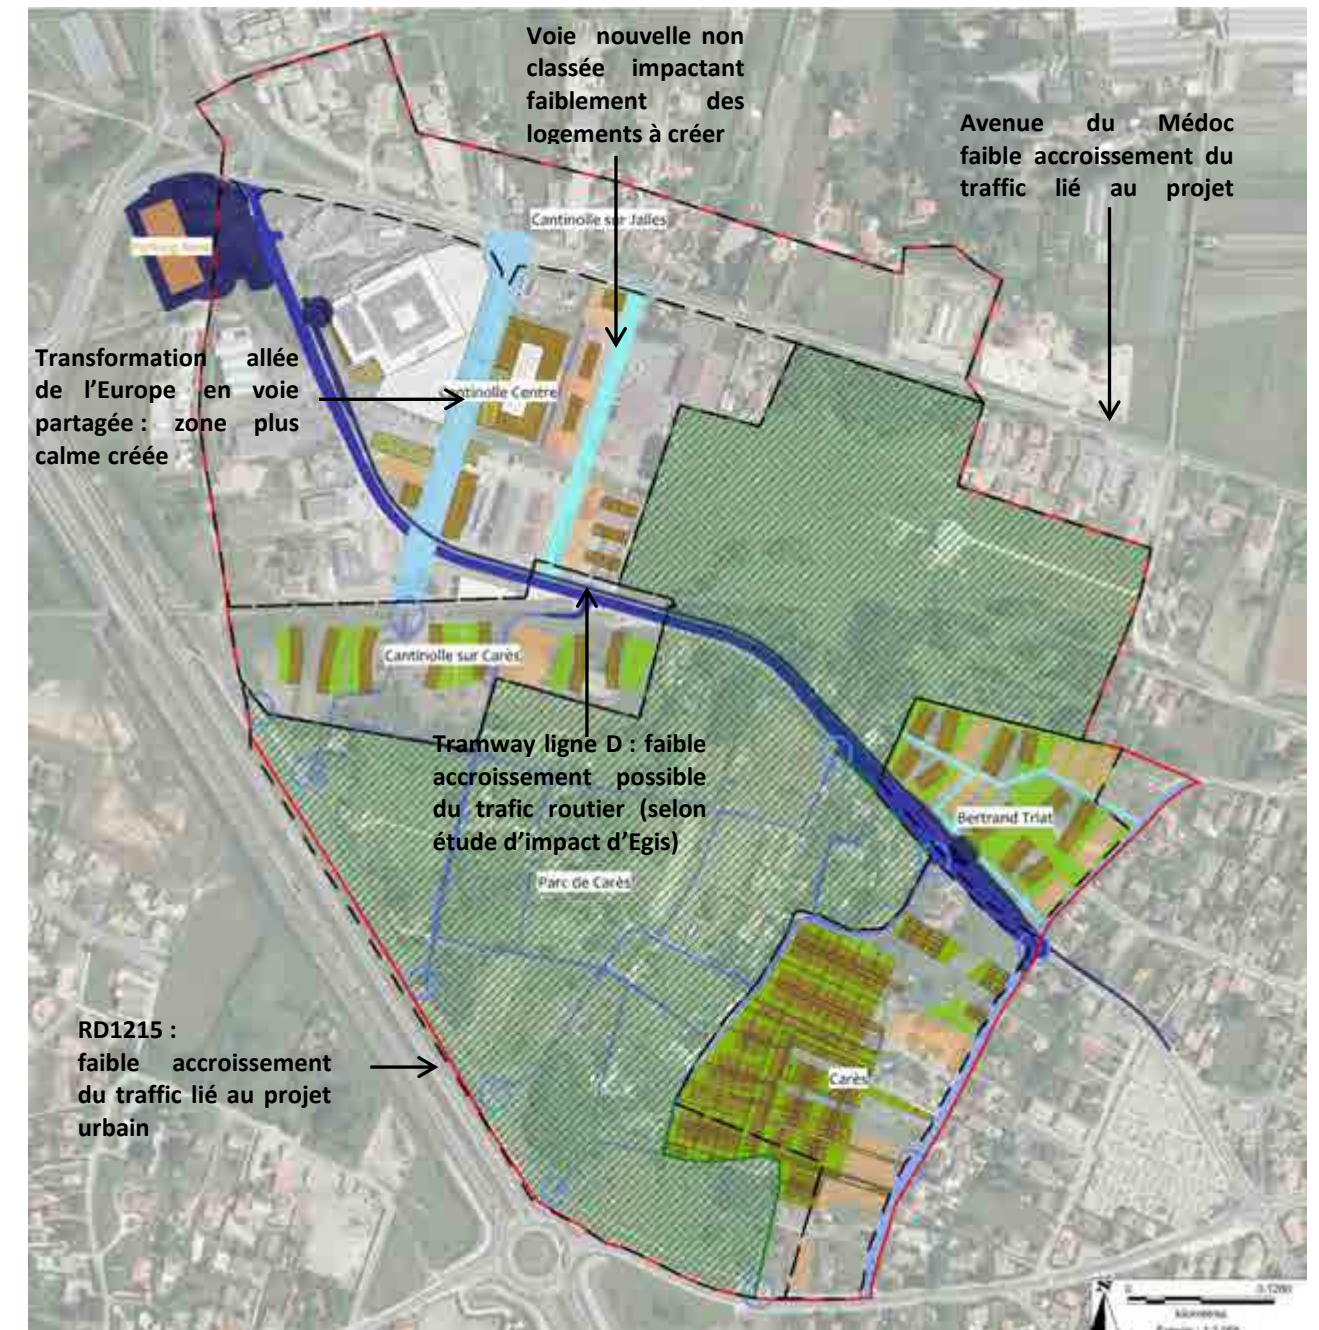 Voie nouvelle non
classée impactant
faiblement des
logements à créer
Avenue du Médoc
faible accroissement du
traffic lié au projet
Cantinolle sur Jalles
Transformation allée
de l'Europe en voie
partagée : zone plus
calme créée
Cantinolle Centre
Cantinolle sur Carès
Tramway ligne D : faible
accroissement possible
du trafic routier (selon
étude d'impact d'Egis)
Bertrand Triat
Parc de Carès
RD1215 :
faible accroissement
du traffic lié au projet
urbain
Carès
N
0